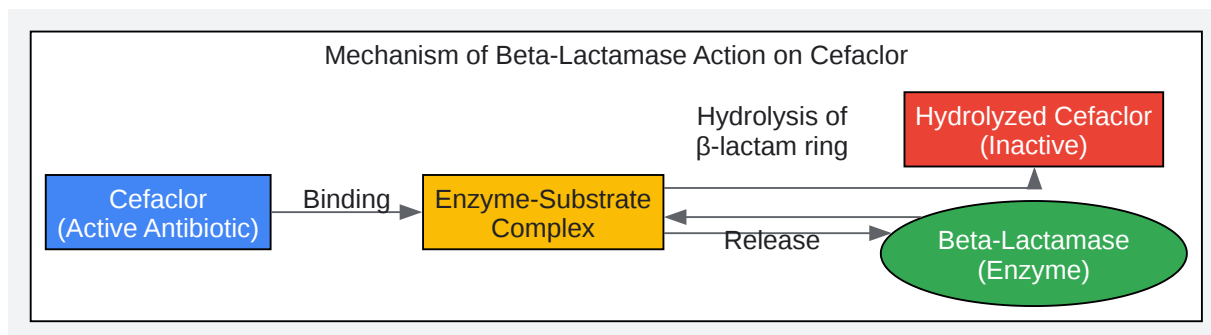 Mechanism of Beta-Lactamase Action on Cefaclor
Cefaclor
(Active Antibiotic)
Binding
Enzyme-Substrate
Complex
Hydrolysis of
β-lactam ring
Hydrolyzed Cefaclor
(Inactive)
Release
Beta-Lactamase
(Enzyme)